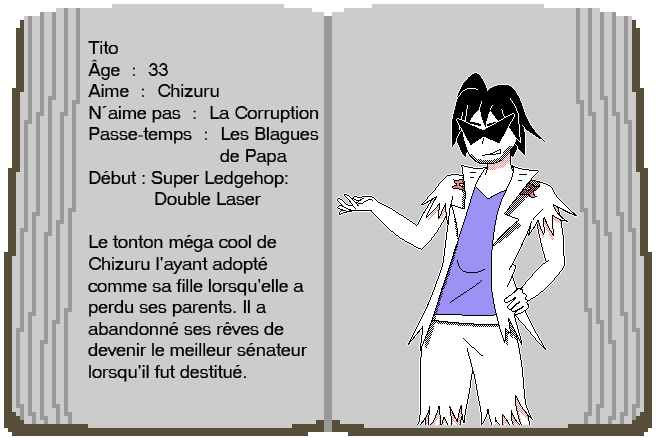 Tito
Âge : 33
Aime : Chizuru
N´aime pas : La Corruption
Passe-temps : Les Blagues
de Papa
Début : Super Ledgehop:
Double Laser
Le tonton méga cool de
Chizuru l'ayant adopté
comme sa fille lorsqu'elle a
perdu ses parents. Il a
abandonné ses rêves de
devenir le meilleur sénateur
lorsqu'il fut destitué.